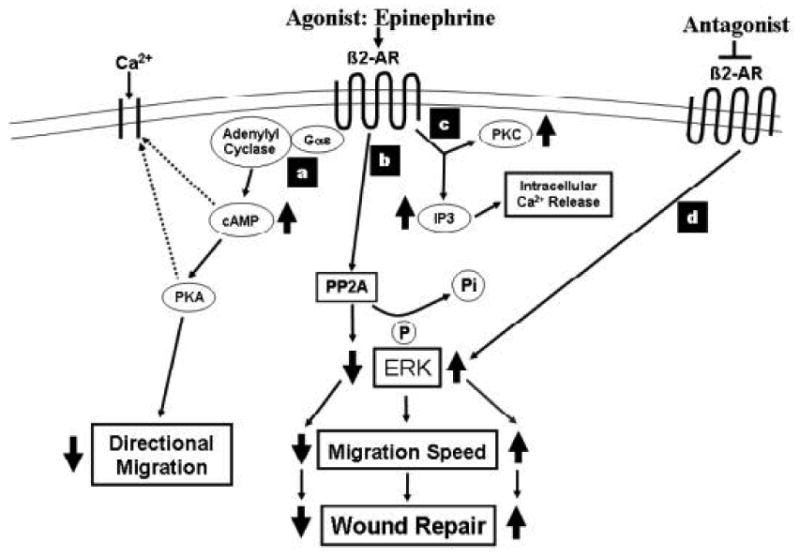 Agonist: Epinephrine
Antagonist
Ca²⁺
ß2-AR
ß2-AR
Adenylyl
Cyclase
Gαs
a
b
c
PKC
cAMP
IP3
Intracellular
Ca²⁺ Release
d
PKA
PP2A
Pi
P
ERK
Directional
Migration
Migration Speed
Wound Repair